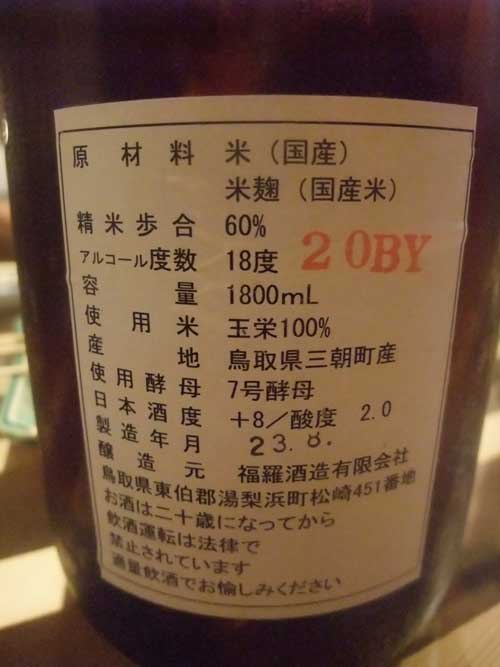 原材料 米（国産）
米麹（国産米）
精米歩合 60%
アルコール度数 18度 20BY
容量 1800mL
使用米 玉栄100%
産地 鳥取県三朝町産
使用酵母 7号酵母
日本酒度 +8／酸度 2.0
製造年月 23.8.
醸造元 福羅酒造有限会社
鳥取県東伯郡湯梨浜町松崎451番地
お酒は二十歳になってから
飲酒運転は法律で
禁止されています
適量飲酒でお愉しみください